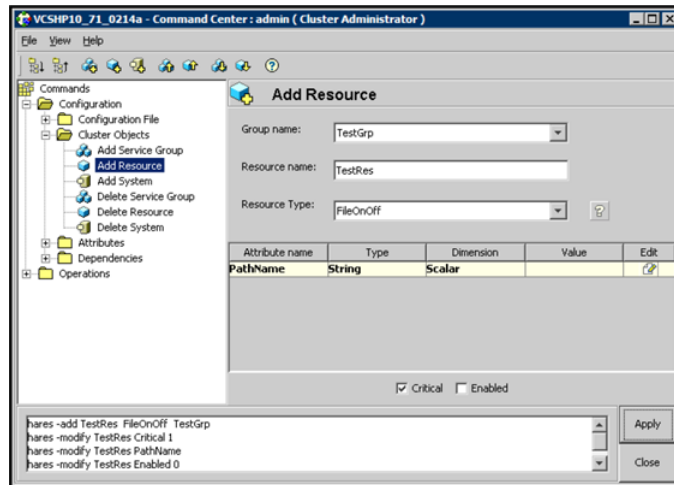 VCSHP10_71_0214a - Command Center : admin ( Cluster Administrator )
File View Help
Commands
Configuration
Configuration File
Cluster Objects
Add Service Group
Add Resource
Add System
Delete Service Group
Delete Resource
Delete System
Attributes
Dependencies
Operations
Add Resource
Group name: TestGrp
Resource name: TestRes
Resource Type: FileOnOff
Attribute name Type Dimension Value Edit
PathName String Scalar
Critical Enabled
hares -add TestRes FileOnOff TestGrp
hares -modify TestRes Critical 1
hares -modify TestRes PathName
hares -modify TestRes Enabled 0
Apply
Close